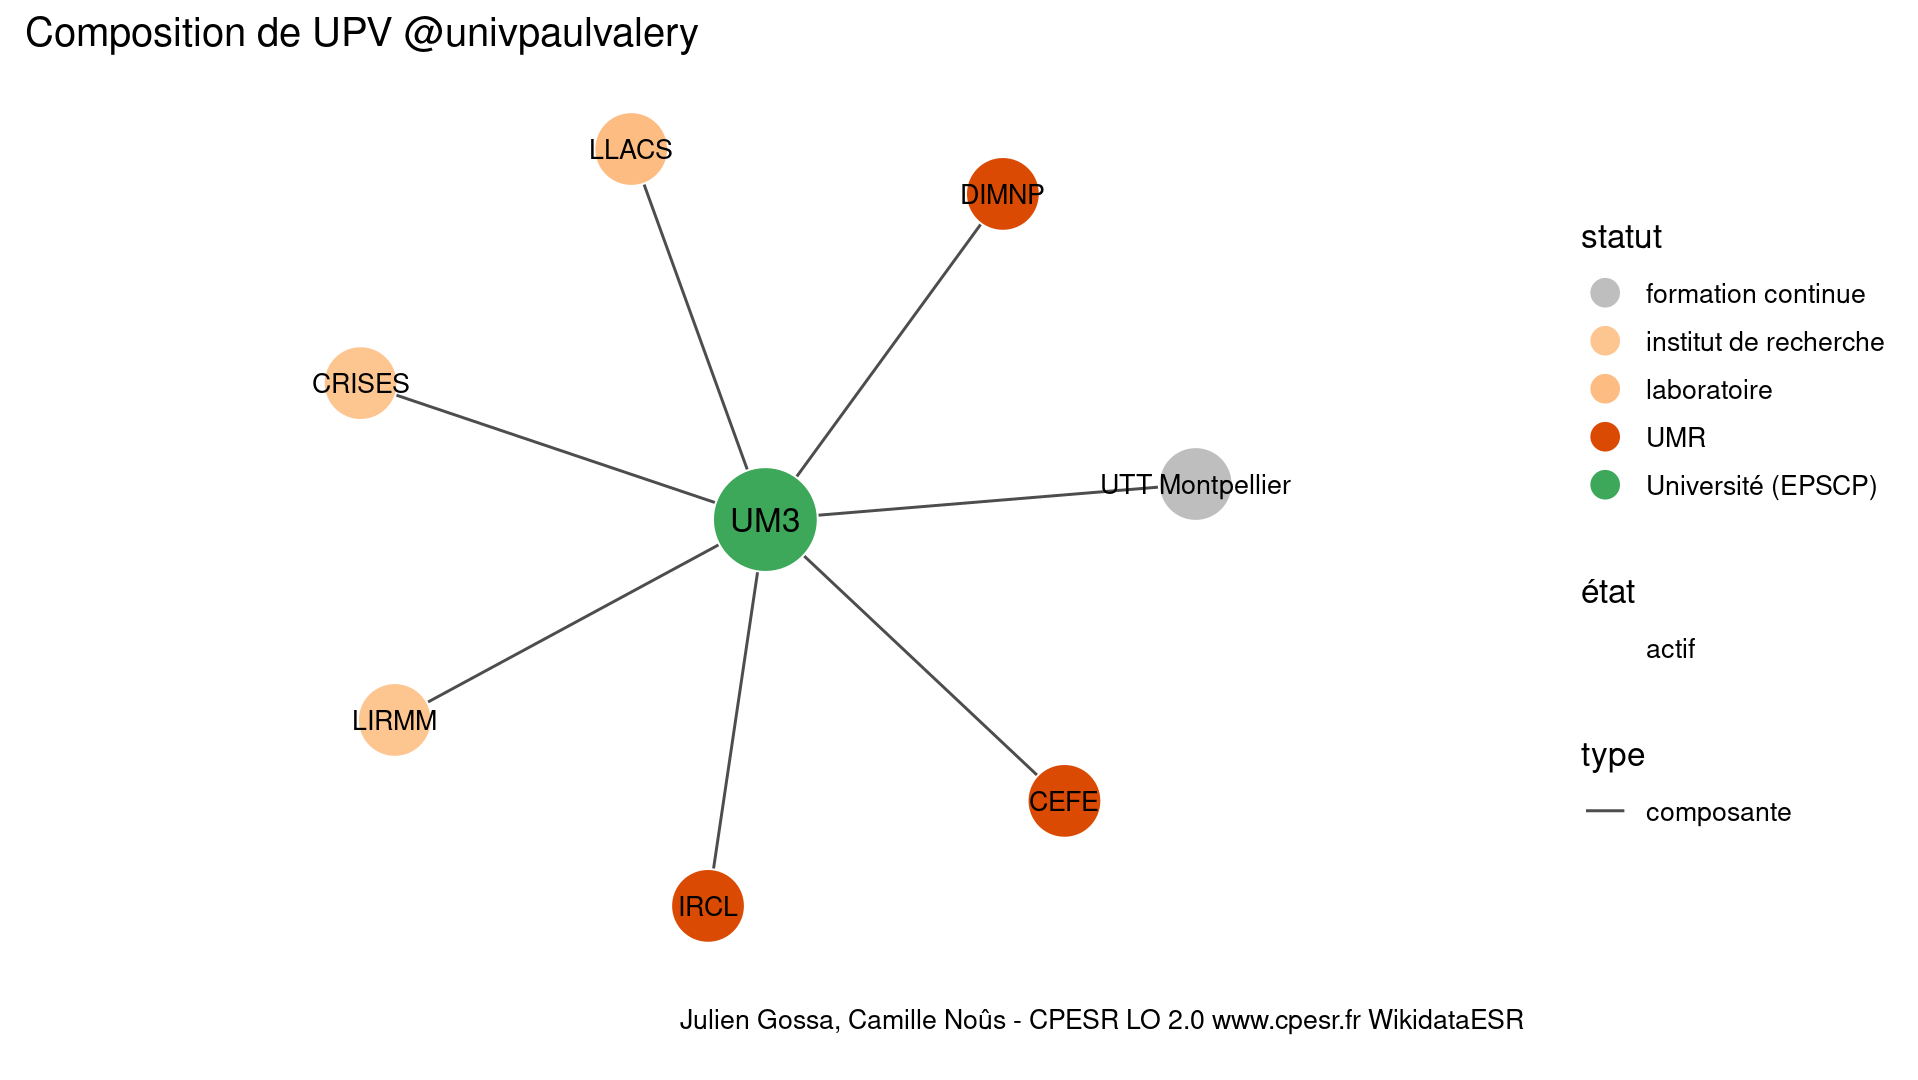 Composition de UPV @univpaulvalery
LLACS
DIMNP
CRISES
UTT Montpellier
UM3
LIRMM
CEFE
IRCL
statut
formation continue
institut de recherche
laboratoire
UMR
Université (EPSCP)
état
actif
type
composante
Julien Gossa, Camille Noûs - CPESR LO 2.0 www.cpesr.fr WikidataESR